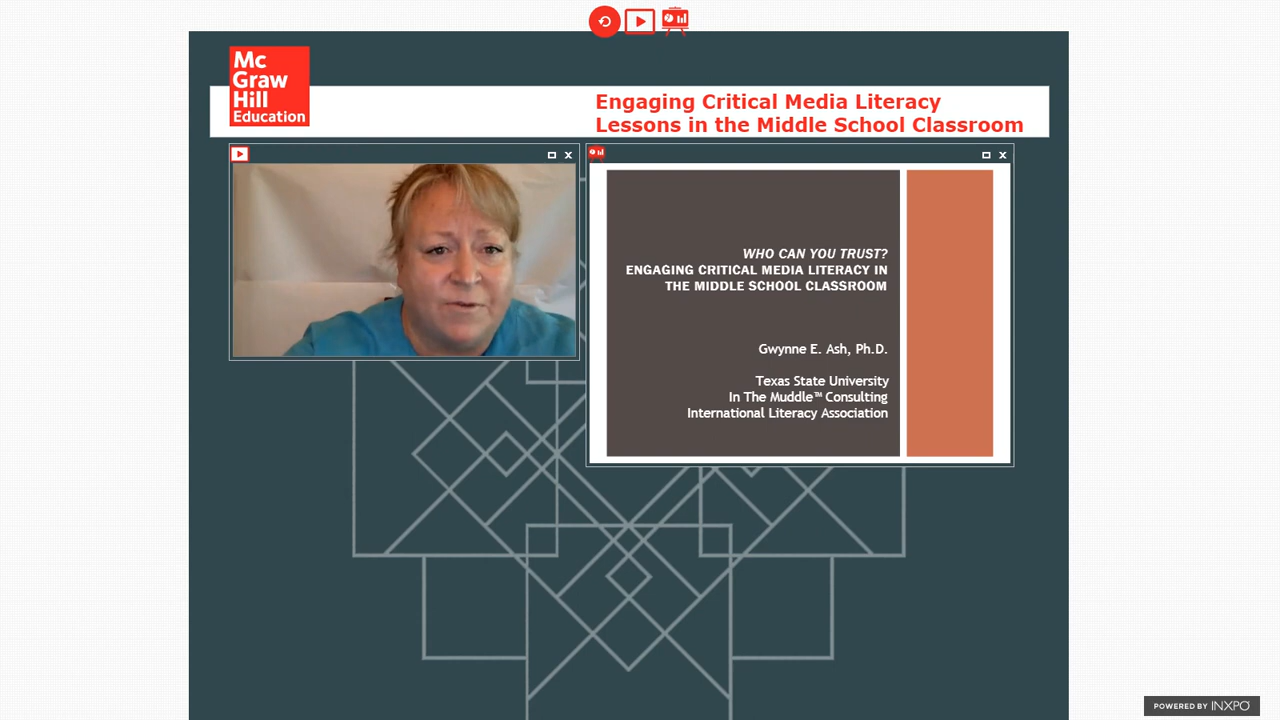 Mc
Graw
Hill
Education
Engaging Critical Media Literacy
Lessons in the Middle School Classroom
WHO CAN YOU TRUST?
ENGAGING CRITICAL MEDIA LITERACY IN
THE MIDDLE SCHOOL CLASSROOM
Gwynne E. Ash, Ph.D.
Texas State University
In The Muddle™ Consulting
International Literacy Association
POWERED BY INXPO